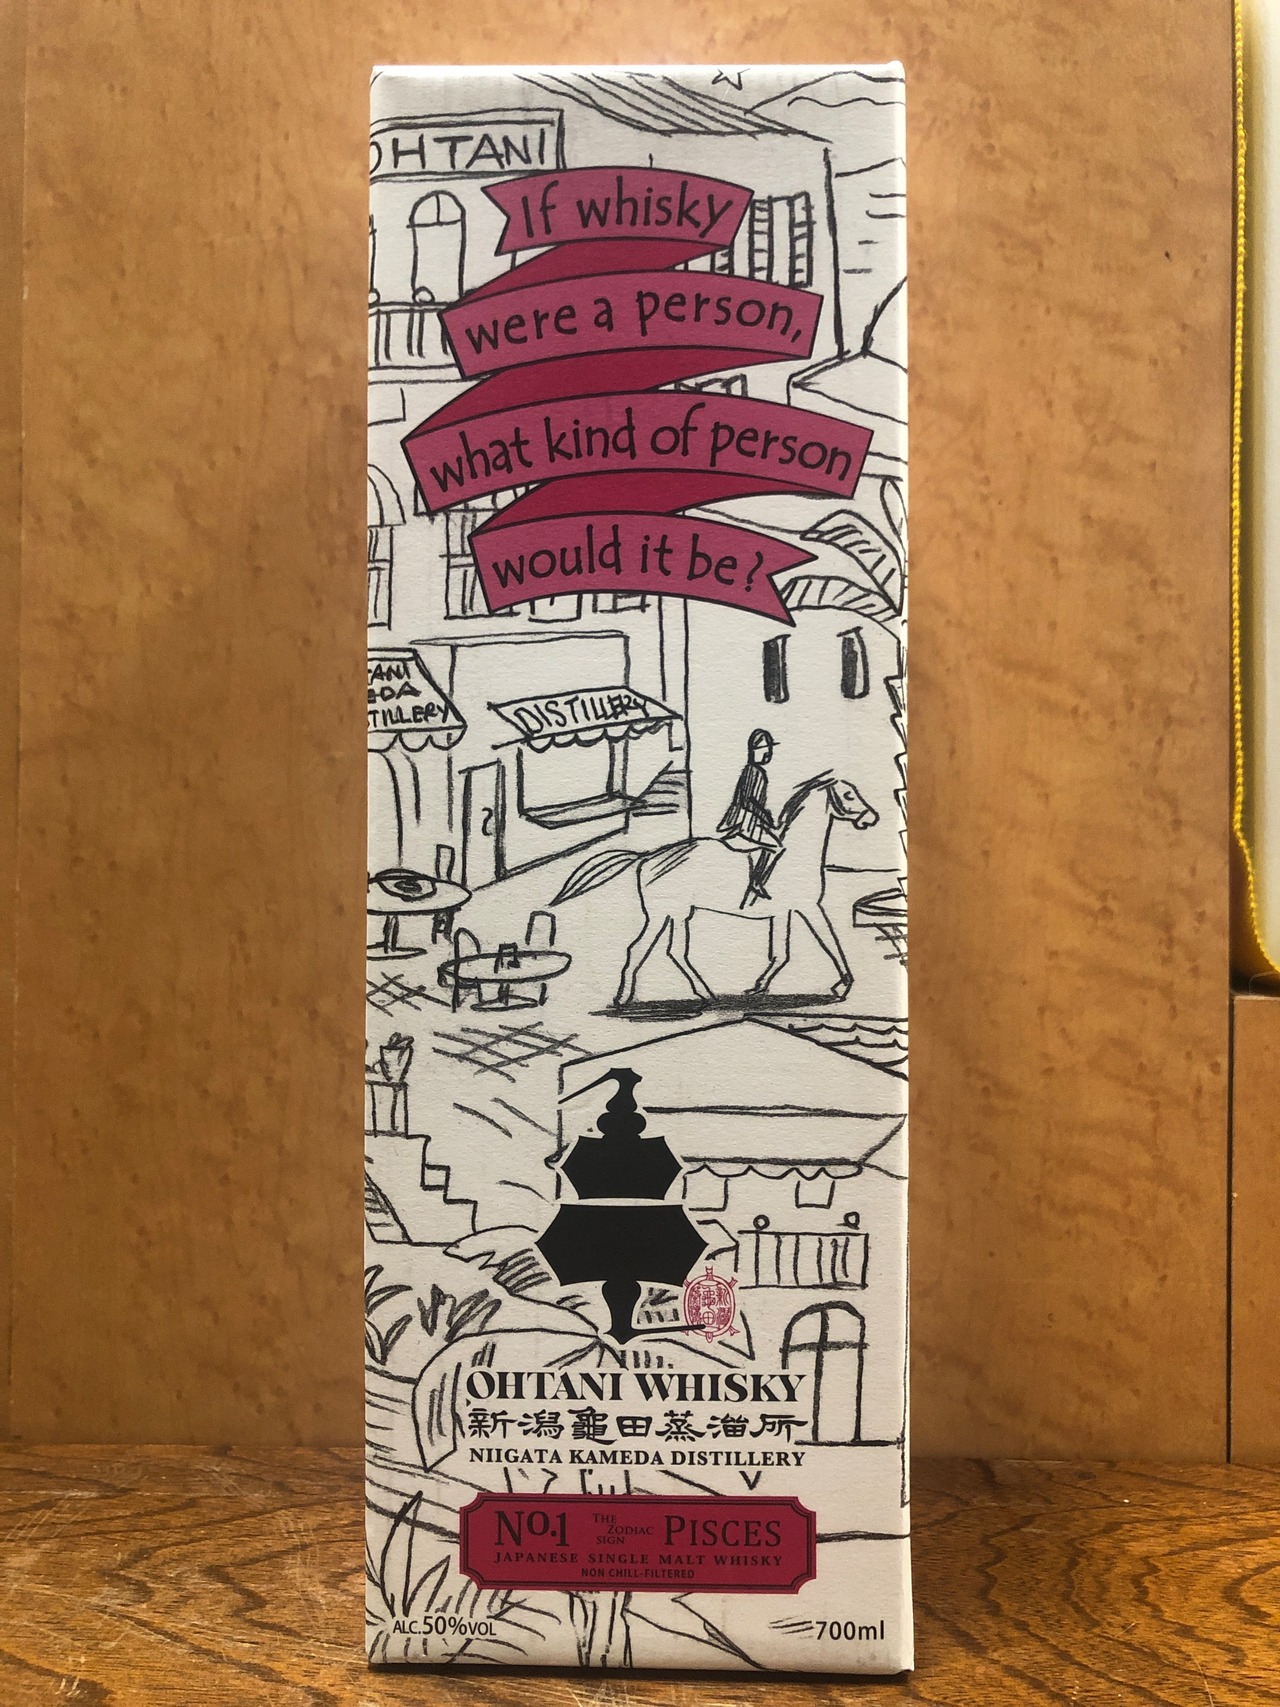 OHTANI
If whisky
were a person,
what kind of person
would it be?
DISTILLERY
OHTANI WHISKY
新潟龜田蒸溜所
NIIGATA KAMEDA DISTILLERY
No.1 THE ZODIAC SIGN PISCES
JAPANESE SINGLE MALT WHISKY
NON CHILL-FILTERED
ALC.50%VOL
700ml